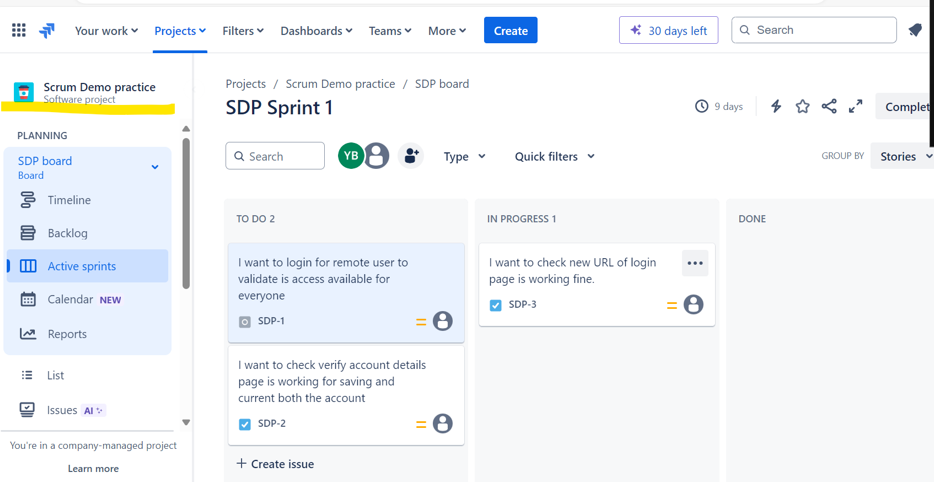 Your work Projects Filters Dashboards Teams More Create 30 days left Search
Scrum Demo practice
Software project
PLANNING
SDP board
Board
Timeline
Backlog
Active sprints
Calendar NEW
Reports
List
Issues AI
You're in a company-managed project
Learn more
Projects / Scrum Demo practice / SDP board
SDP Sprint 1
9 days
Search YB Type Quick filters GROUP BY Stories
TO DO 2
I want to login for remote user to
validate is access available for
everyone
SDP-1
I want to check verify account details
page is working for saving and
current both the account
SDP-2
+ Create issue
IN PROGRESS 1
I want to check new URL of login
page is working fine.
SDP-3
DONE